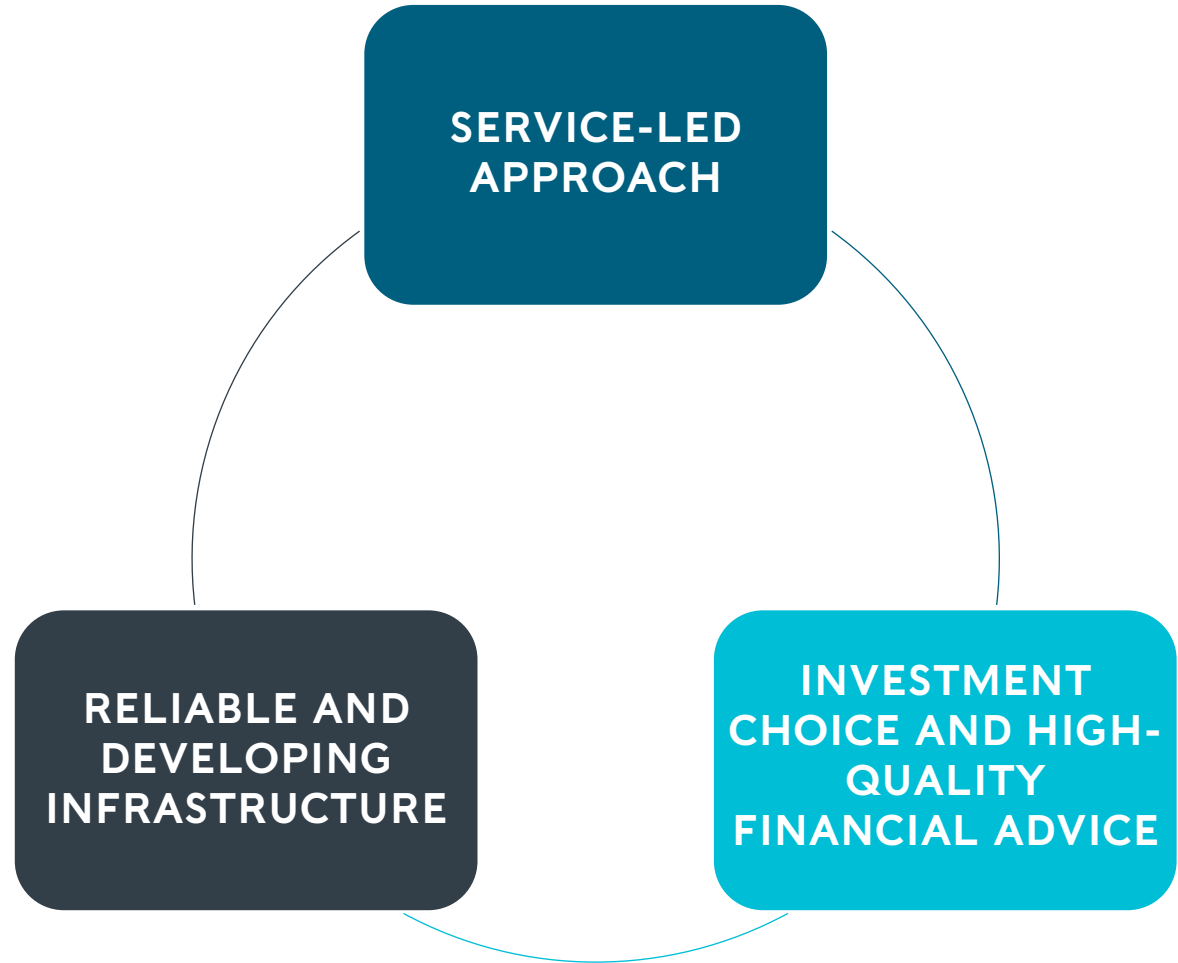 SERVICE-LED
APPROACH
RELIABLE AND
DEVELOPING
INFRASTRUCTURE
INVESTMENT
CHOICE AND HIGH-
QUALITY
FINANCIAL ADVICE